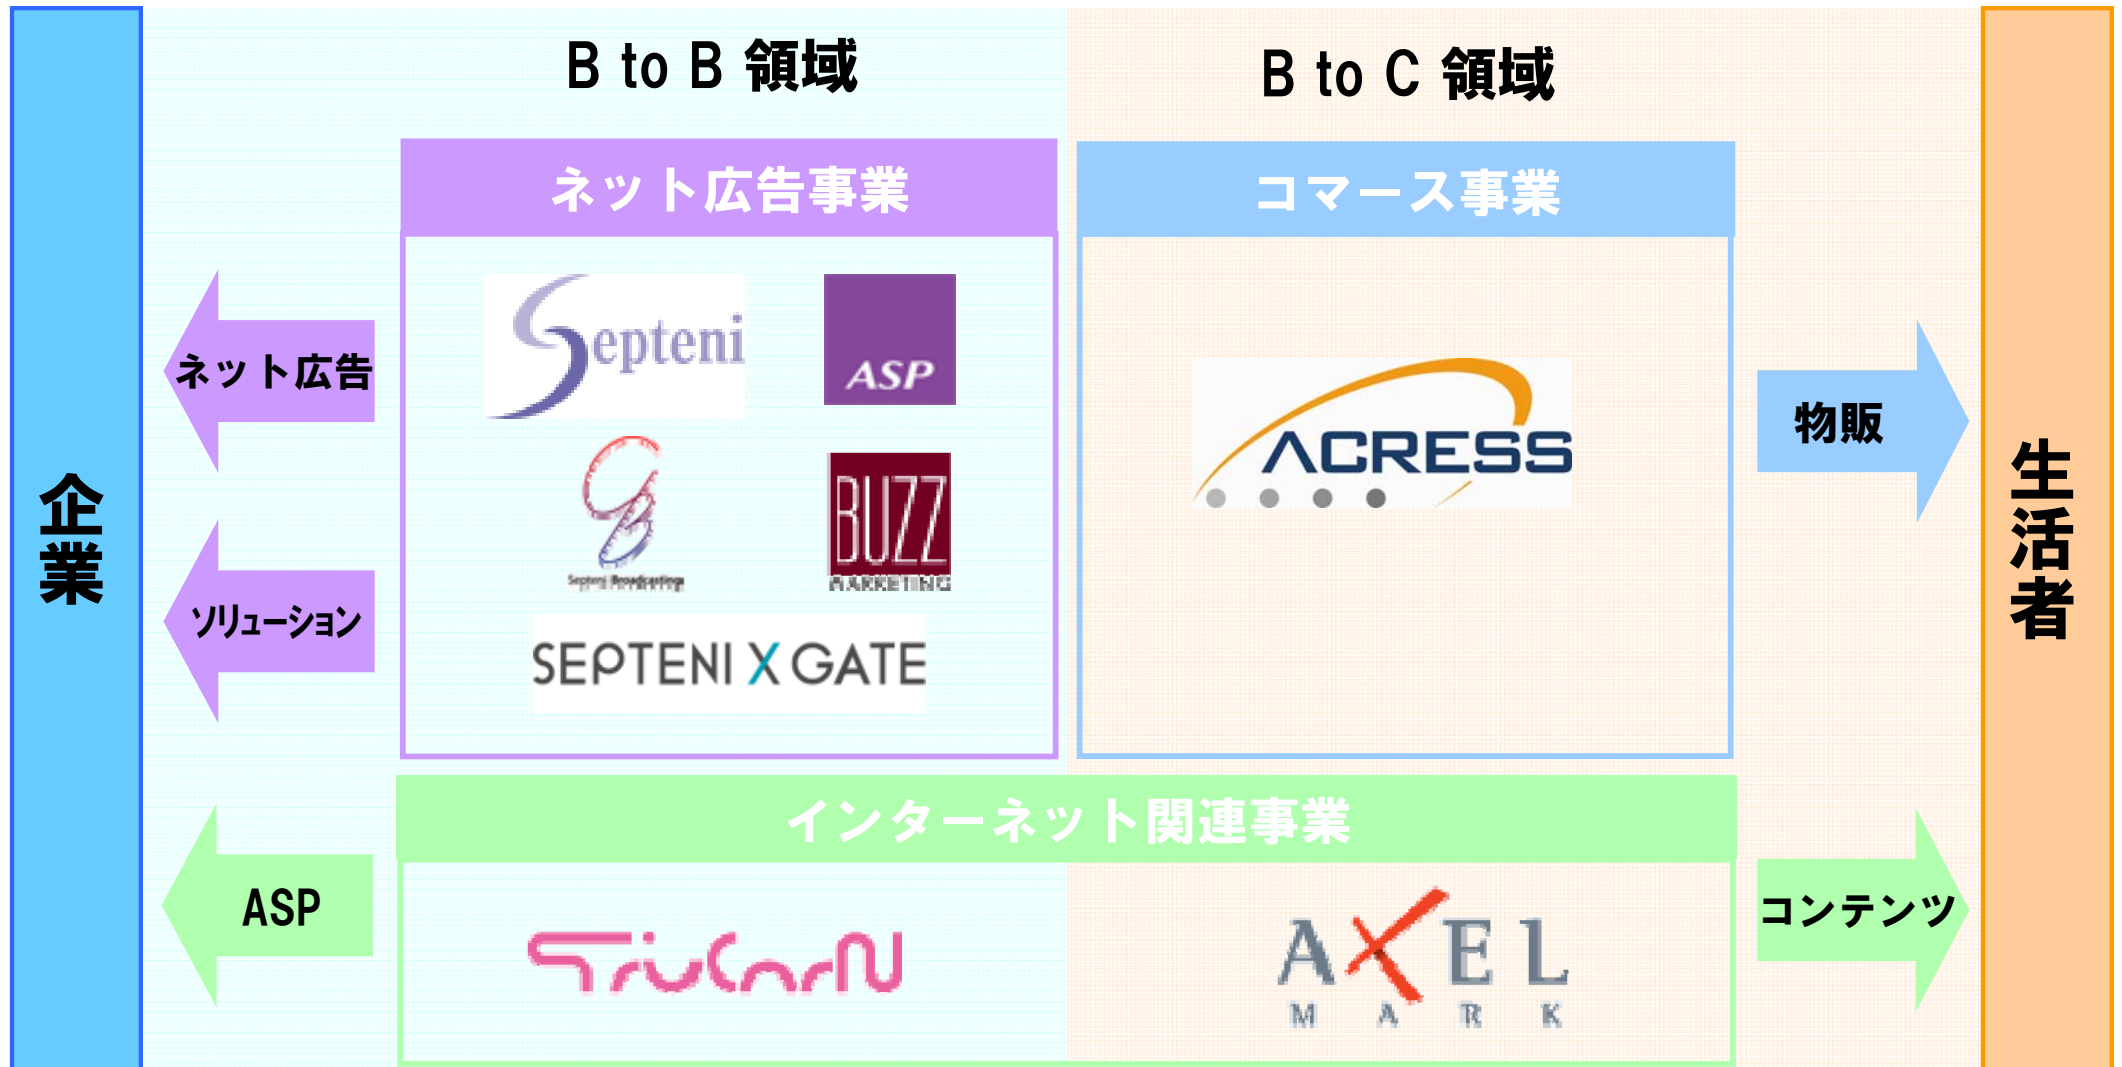 B to B 領域
B to C 領域
ネット広告事業
コマース事業
Septeni
ASP
ネット広告
ACRESS
物販
Septeni Broadcasting
BUZZ
MARKETING
企業
生活者
ソリューション
SEPTENI X GATE
インターネット関連事業
ASP
コンテンツ
AXEL
MARK